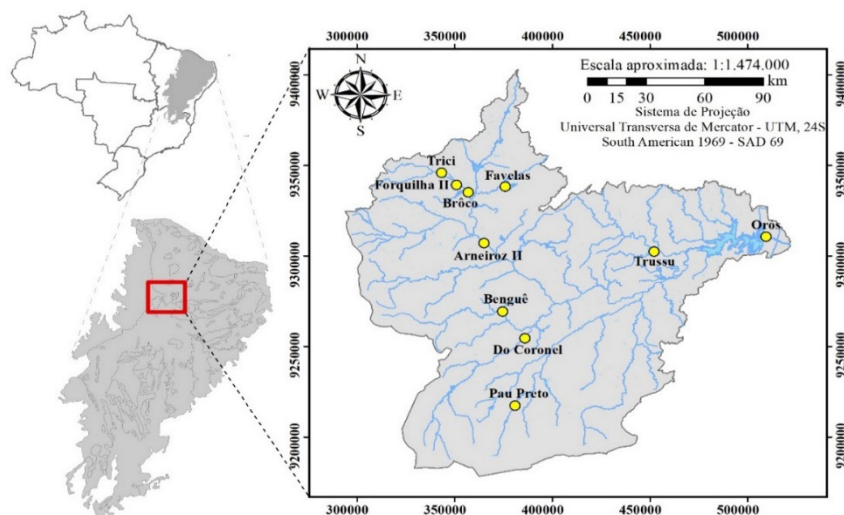 300000 350000 400000 450000 500000
9400000
9350000
9300000
9250000
9200000
N
W E
S
Escala aproximada: 1:1,474.000
km
0 15 30 60 90
Sistema de Projeção
Universal Transversa de Mercator - UTM, 24S
South American 1969 - SAD 69
Trici
Forquilha II
Favelas
Brôco
Orós
Arneiroz II
Trussu
Benguê
Do Coronel
Pau Preto
9400000
9350000
9300000
9250000
9200000
300000 350000 400000 450000 500000